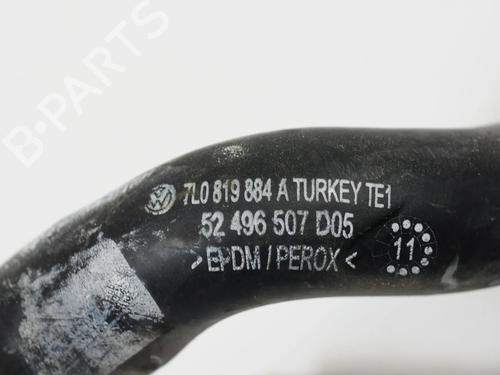 B-PARTS
7L0 819 884 A TURKEY TE1
52 496 507 D05
>EPDM/PEROX<
11